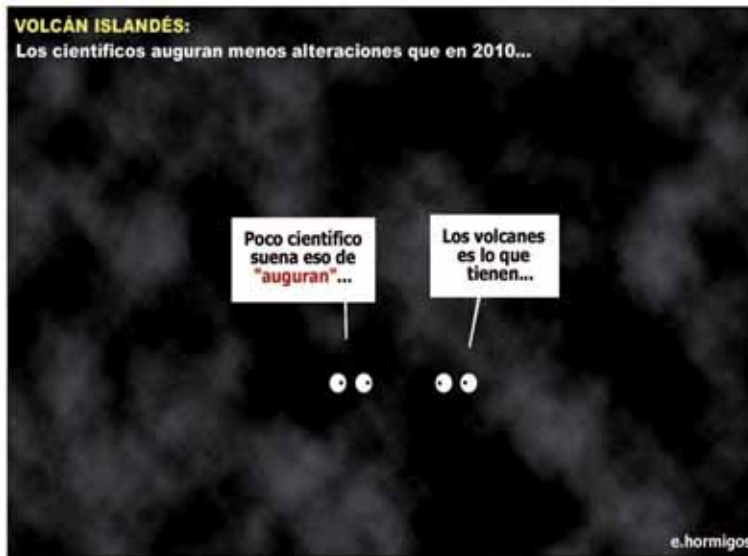 VOLCÁN ISLANDÉS:
Los científicos auguran menos alteraciones que en 2010...
Poco científico
suena eso de
"auguran"...
Los volcanes
es lo que
tienen...
e.hormigos